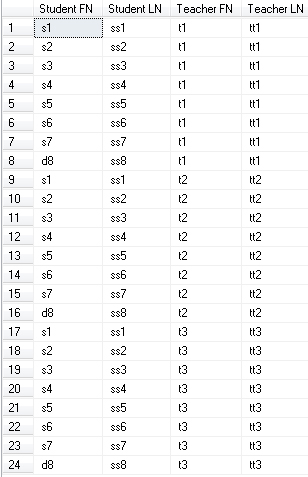 Student FN Student LN Teacher FN Teacher LN
1 s1 ss1 t1 tt1
2 s2 ss2 t1 tt1
3 s3 ss3 t1 tt1
4 s4 ss4 t1 tt1
5 s5 ss5 t1 tt1
6 s6 ss6 t1 tt1
7 s7 ss7 t1 tt1
8 d8 ss8 t1 tt1
9 s1 ss1 t2 tt2
10 s2 ss2 t2 tt2
11 s3 ss3 t2 tt2
12 s4 ss4 t2 tt2
13 s5 ss5 t2 tt2
14 s6 ss6 t2 tt2
15 s7 ss7 t2 tt2
16 d8 ss8 t2 tt2
17 s1 ss1 t3 tt3
18 s2 ss2 t3 tt3
19 s3 ss3 t3 tt3
20 s4 ss4 t3 tt3
21 s5 ss5 t3 tt3
22 s6 ss6 t3 tt3
23 s7 ss7 t3 tt3
24 d8 ss8 t3 tt3